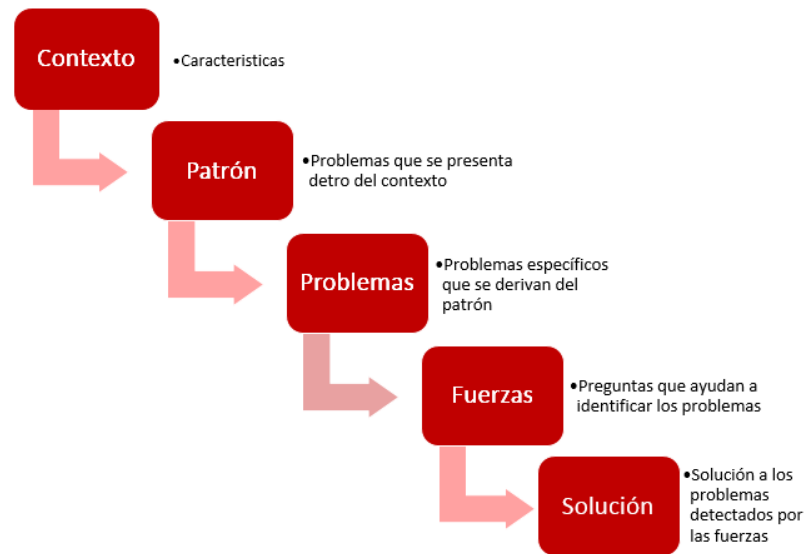 Contexto
•Caracteristicas
Patrón
•Problemas que se presenta
detro del contexto
Problemas
•Problemas específicos
que se derivan del
patrón
Fuerzas
•Preguntas que ayudan a
identificar los problemas
Solución
•Solución a los
problemas
detectados por
las fuerzas